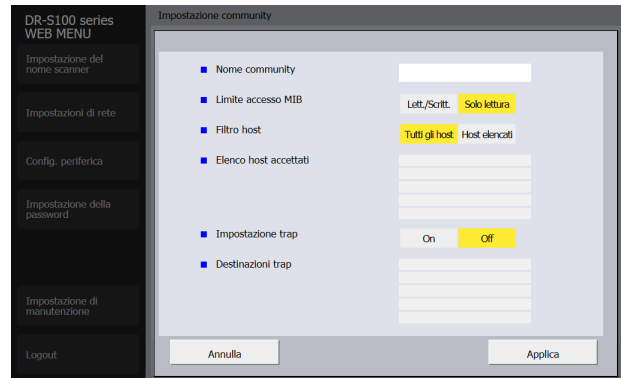 DR-S100 series
WEB MENU
Impostazione del
nome scanner
Impostazioni di rete
Config. periferica
Impostazione della
password
Impostazione di
manutenzione
Logout
Impostazione community
Nome community
Limite accesso MIB
Lett./Scritt. Solo lettura
Filtro host
Tutti gli host Host elencati
Elenco host accettati
Impostazione trap
On Off
Destinazioni trap
Annulla Applica